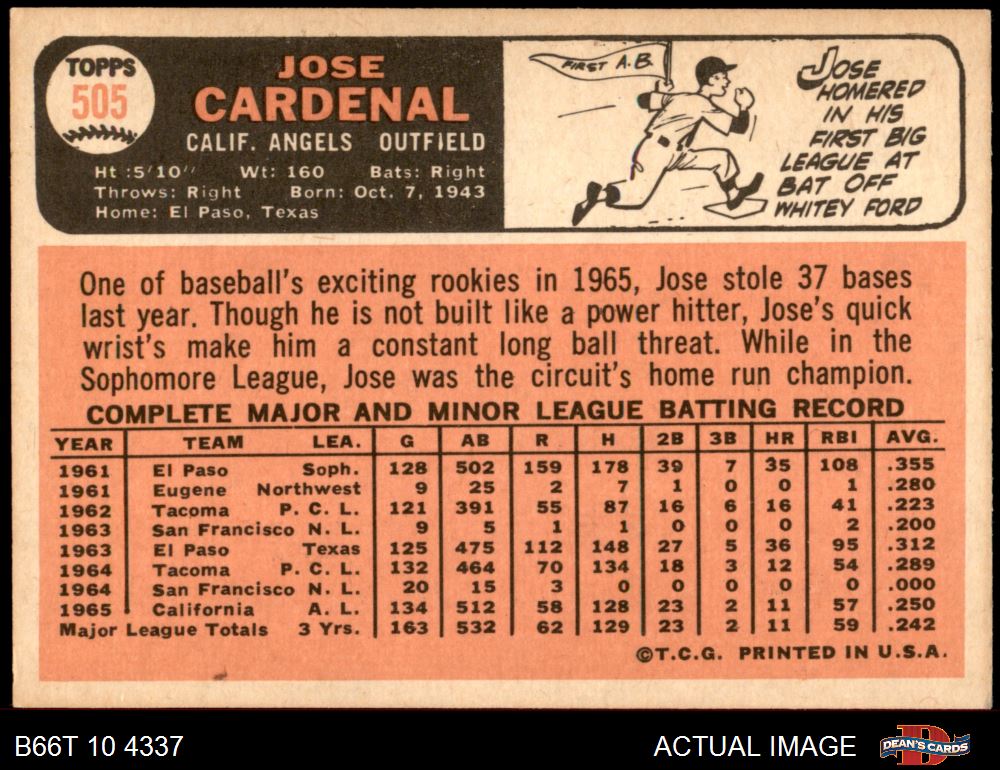 TOPPS
505
JOSE
CARDENAL
CALIF. ANGELS OUTFIELD
Ht :5'10'' Wt: 160 Bats: Right
Throws: Right Born: Oct. 7, 1943
Home: El Paso, Texas
FIRST A.B.
JOSE
HOMERED
IN HIS
FIRST BIG
LEAGUE AT
BAT OFF
WHITEY FORD
One of baseball's exciting rookies in 1965, Jose stole 37 bases
last year. Though he is not built like a power hitter, Jose's quick
wrist's make him a constant long ball threat. While in the
Sophomore League, Jose was the circuit's home run champion.
COMPLETE MAJOR AND MINOR LEAGUE BATTING RECORD
YEAR TEAM LEA. G AB R H 2B 3B HR RBI AVG.
1961 El Paso Soph. 128 502 159 178 39 7 35 108 .355
1961 Eugene Northwest 9 25 2 7 1 0 0 1 .280
1962 Tacoma P. C. L. 121 391 55 87 16 6 16 41 .223
1963 San Francisco N. L. 9 5 1 1 0 0 0 2 .200
1963 El Paso Texas 125 475 112 148 27 5 36 95 .312
1964 Tacoma P. C. L. 132 464 70 134 18 3 12 54 .289
1964 San Francisco N. L. 20 15 3 0 0 0 0 0 .000
1965 California A. L. 134 512 58 128 23 2 11 57 .250
Major League Totals 3 Yrs. 163 532 62 129 23 2 11 59 .242
©T.C.G. PRINTED IN U.S.A.
B66T 10 4337 ACTUAL IMAGE D DEAN'S CARDS